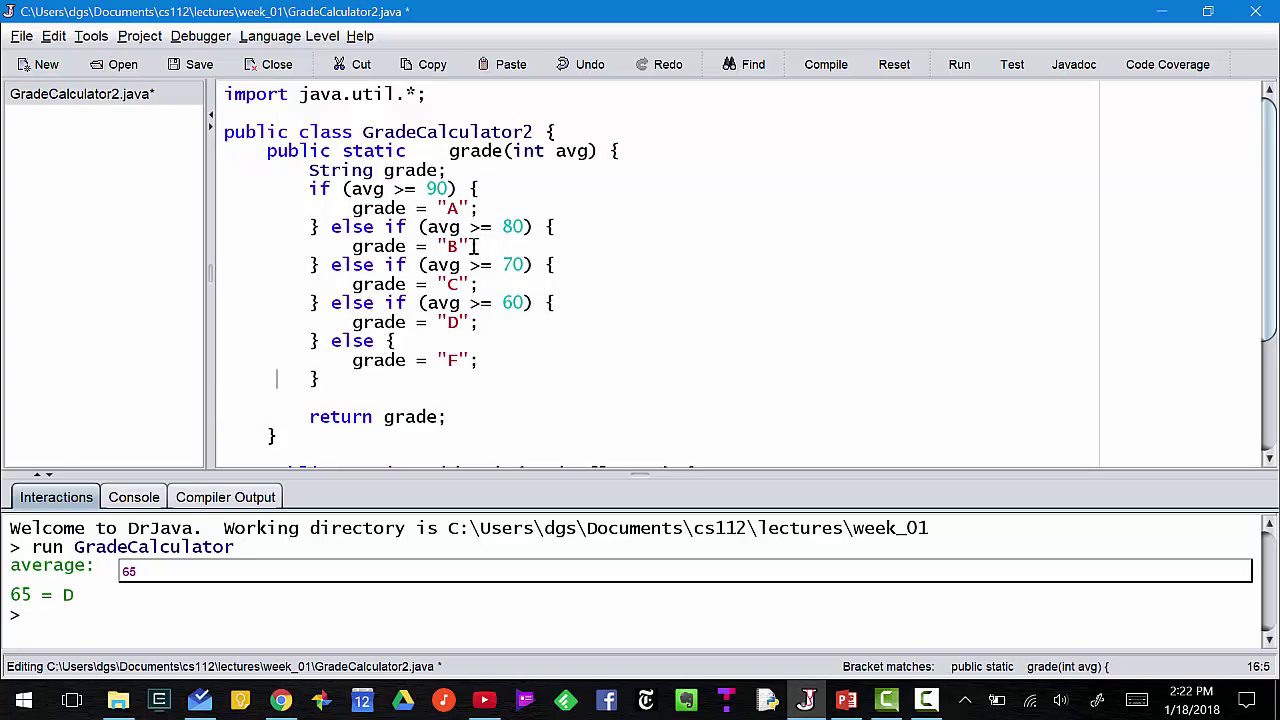 C:\Users\dgs\Documents\cs112\lectures\week_01\GradeCalculator2.java *
File Edit Tools Project Debugger Language Level Help
New Open Save Close Cut Copy Paste Undo Redo Find Compile Reset Run Test Javadoc Code Coverage
GradeCalculator2.java*
import java.util.*;
public class GradeCalculator2 {
public static grade(int avg) {
String grade;
if (avg >= 90) {
grade = "A";
} else if (avg >= 80) {
grade = "B"
} else if (avg >= 70) {
grade = "C";
} else if (avg >= 60) {
grade = "D";
} else {
grade = "F";
}
return grade;
}
Interactions Console Compiler Output
Welcome to DrJava. Working directory is C:\Users\dgs\Documents\cs112\lectures\week_01
> run GradeCalculator
average: 65
65 = D
>
Editing C:\Users\dgs\Documents\cs112\lectures\week_01\GradeCalculator2.java * Bracket matches: public static grade(int avg) { 16:5
2:22 PM
1/18/2018